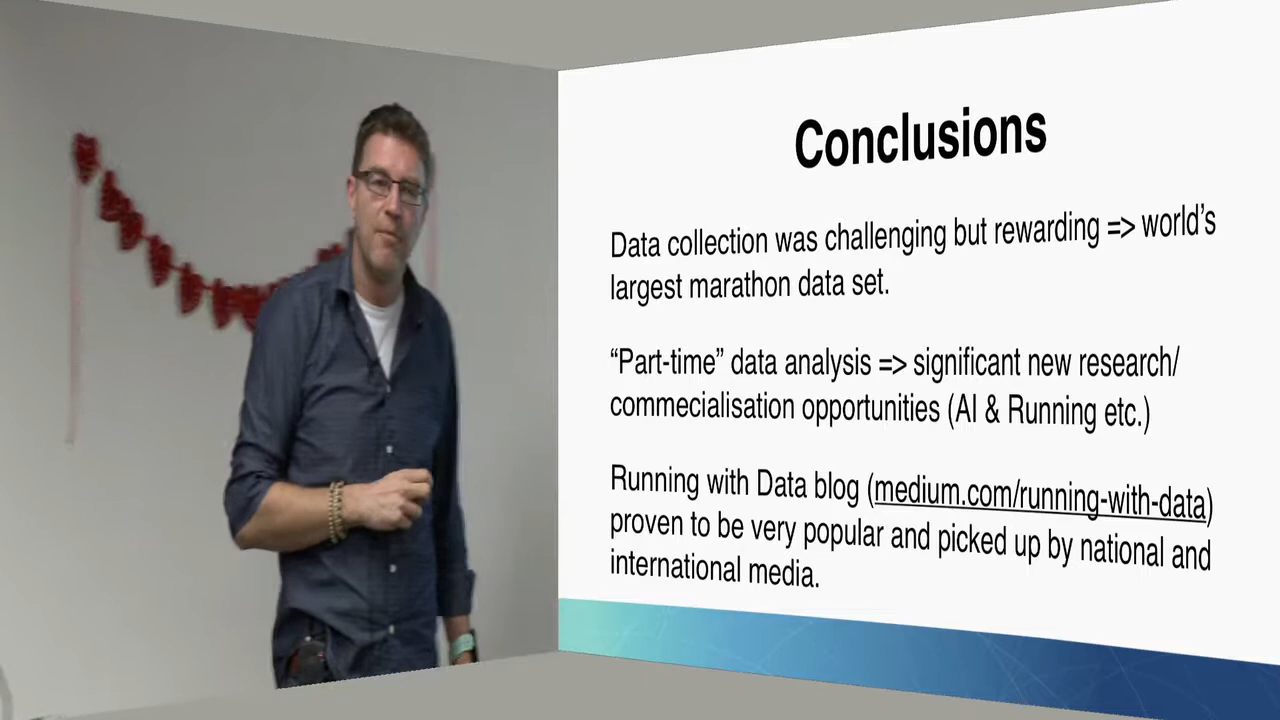 Conclusions
Data collection was challenging but rewarding => world’s
largest marathon data set.
“Part-time” data analysis => significant new research/
commecialisation opportunities (AI & Running etc.)
Running with Data blog (medium.com/running-with-data)
proven to be very popular and picked up by national and
international media.